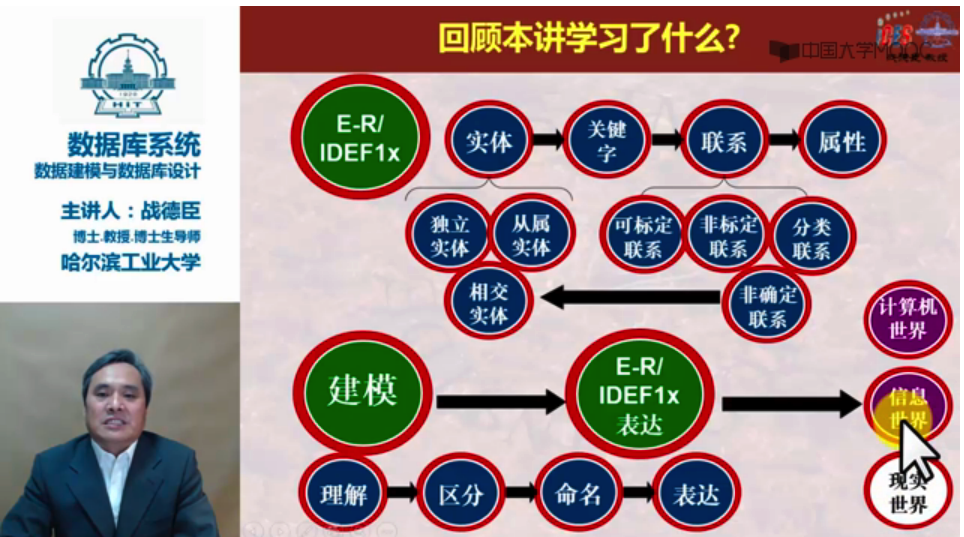 回顾本讲学习了什么?
中国大学MOOC
HIT
数据库系统
数据建模与数据库设计
主讲人：战德臣
博士.教授.博士生导师
哈尔滨工业大学
E-R/
IDEF1x
实体
关键
字
联系
属性
独立
实体
从属
实体
可标定
联系
非标定
联系
分类
联系
相交
实体
非确定
联系
计算机
世界
建模
E-R/
IDEF1x
表达
信息
世界
现实
世界
理解
区分
命名
表达